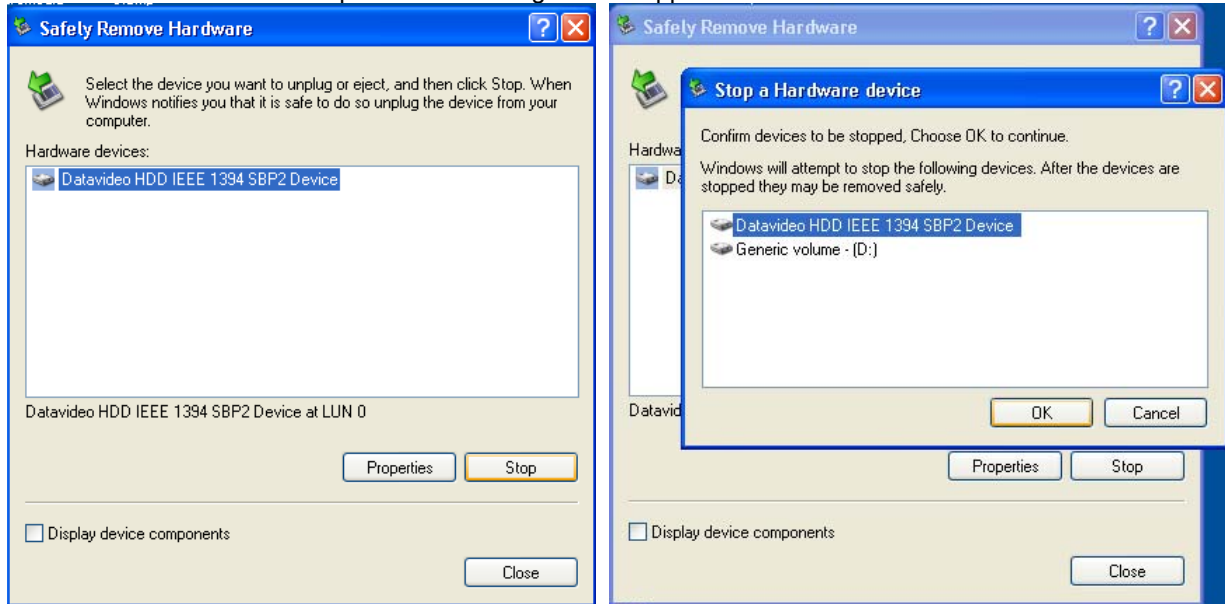 Safely Remove Hardware
Select the device you want to unplug or eject, and then click Stop. When
Windows notifies you that it is safe to do so unplug the device from your
computer.
Hardware devices:
Datavideo HDD IEEE 1394 SBP2 Device
Datavideo HDD IEEE 1394 SBP2 Device at LUN 0
Properties
Stop
Display device components
Close
Safely Remove Hardware
Stop a Hardware device
Confirm devices to be stopped, Choose OK to continue.
Windows will attempt to stop the following devices. After the devices are
stopped they may be removed safely.
Datavideo HDD IEEE 1394 SBP2 Device
Generic volume - (D:)
OK
Cancel
Hardwa
Da
Datavid
Properties
Stop
Display device components
Close